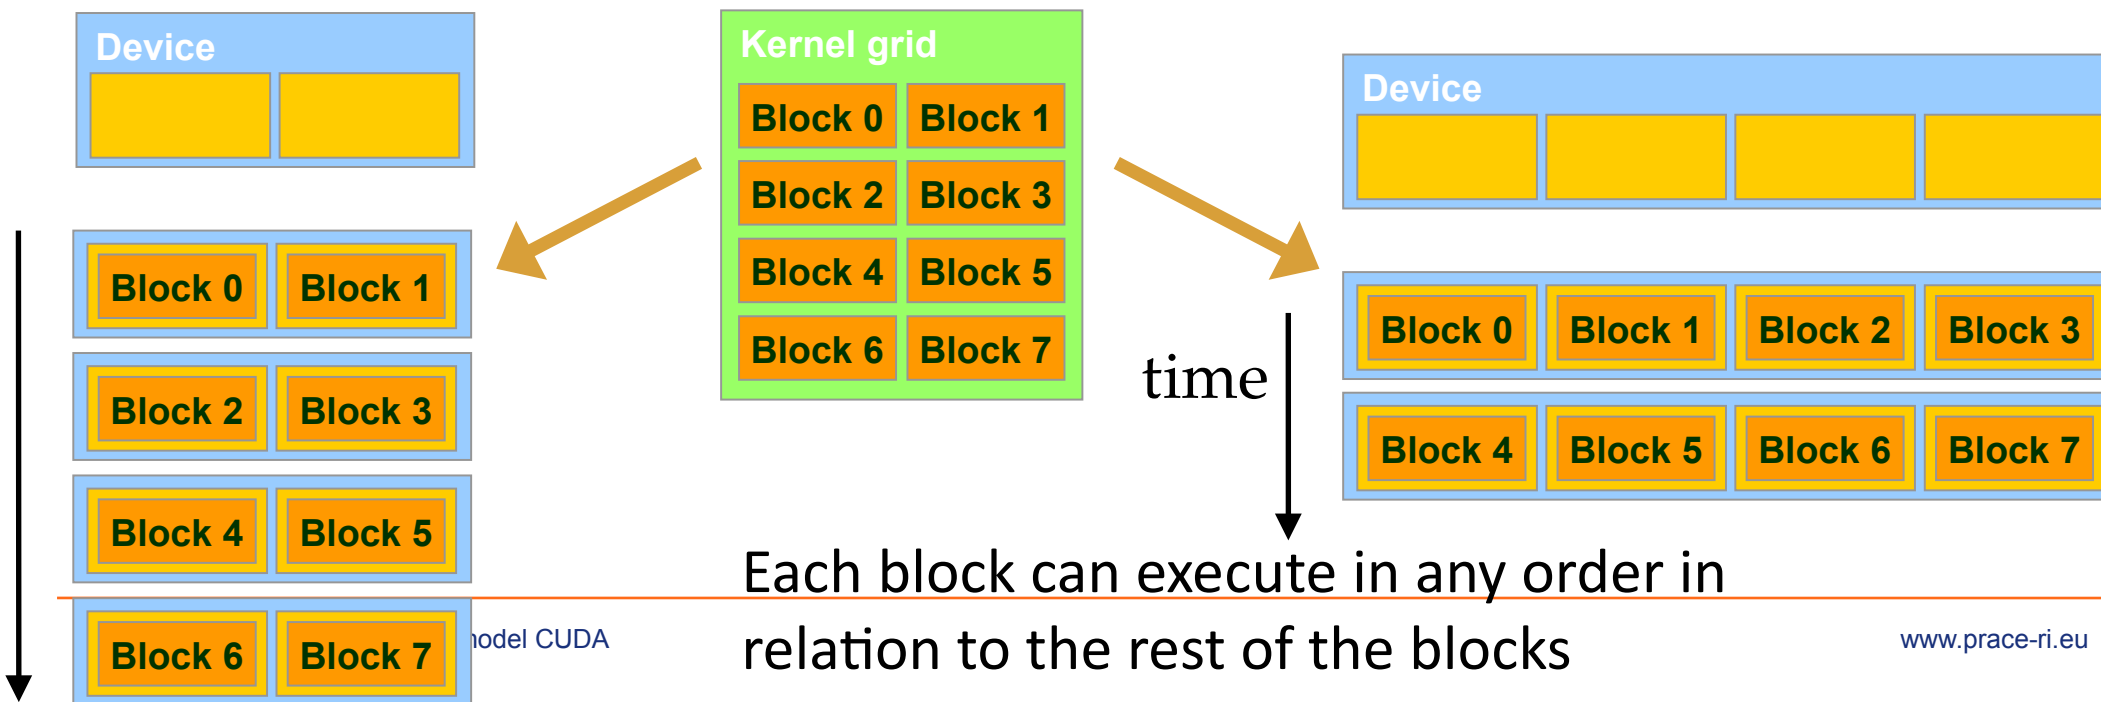 Device
Block 0 Block 1
Block 2 Block 3
Block 4 Block 5
Block 6 Block 7
Kernel grid
Block 0 Block 1
Block 2 Block 3
Block 4 Block 5
Block 6 Block 7
Device
time
Block 0 Block 1 Block 2 Block 3
Block 4 Block 5 Block 6 Block 7
Each block can execute in any order in
relation to the rest of the blocks
CUDA
www.prace-ri.eu